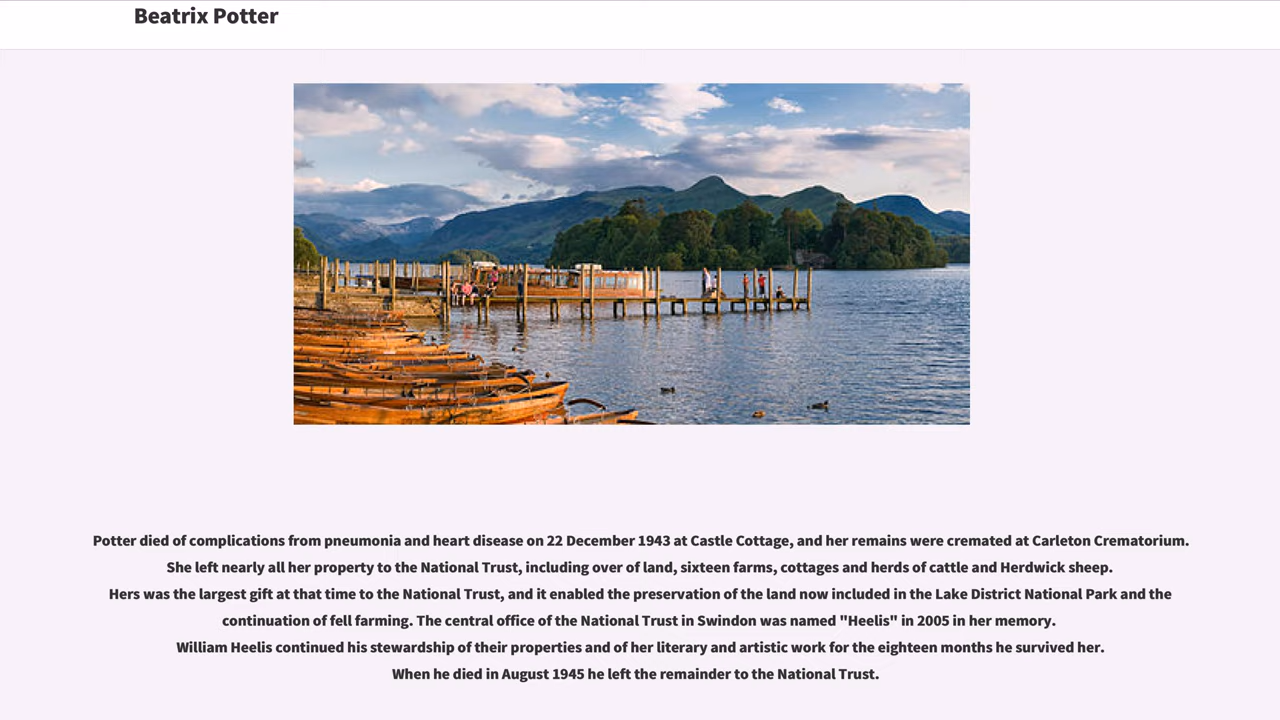 Beatrix Potter
Potter died of complications from pneumonia and heart disease on 22 December 1943 at Castle Cottage, and her remains were cremated at Carleton Crematorium.
She left nearly all her property to the National Trust, including over of land, sixteen farms, cottages and herds of cattle and Herdwick sheep.
Hers was the largest gift at that time to the National Trust, and it enabled the preservation of the land now included in the Lake District National Park and the
continuation of fell farming. The central office of the National Trust in Swindon was named "Heelis" in 2005 in her memory.
William Heelis continued his stewardship of their properties and of her literary and artistic work for the eighteen months he survived her.
When he died in August 1945 he left the remainder to the National Trust.